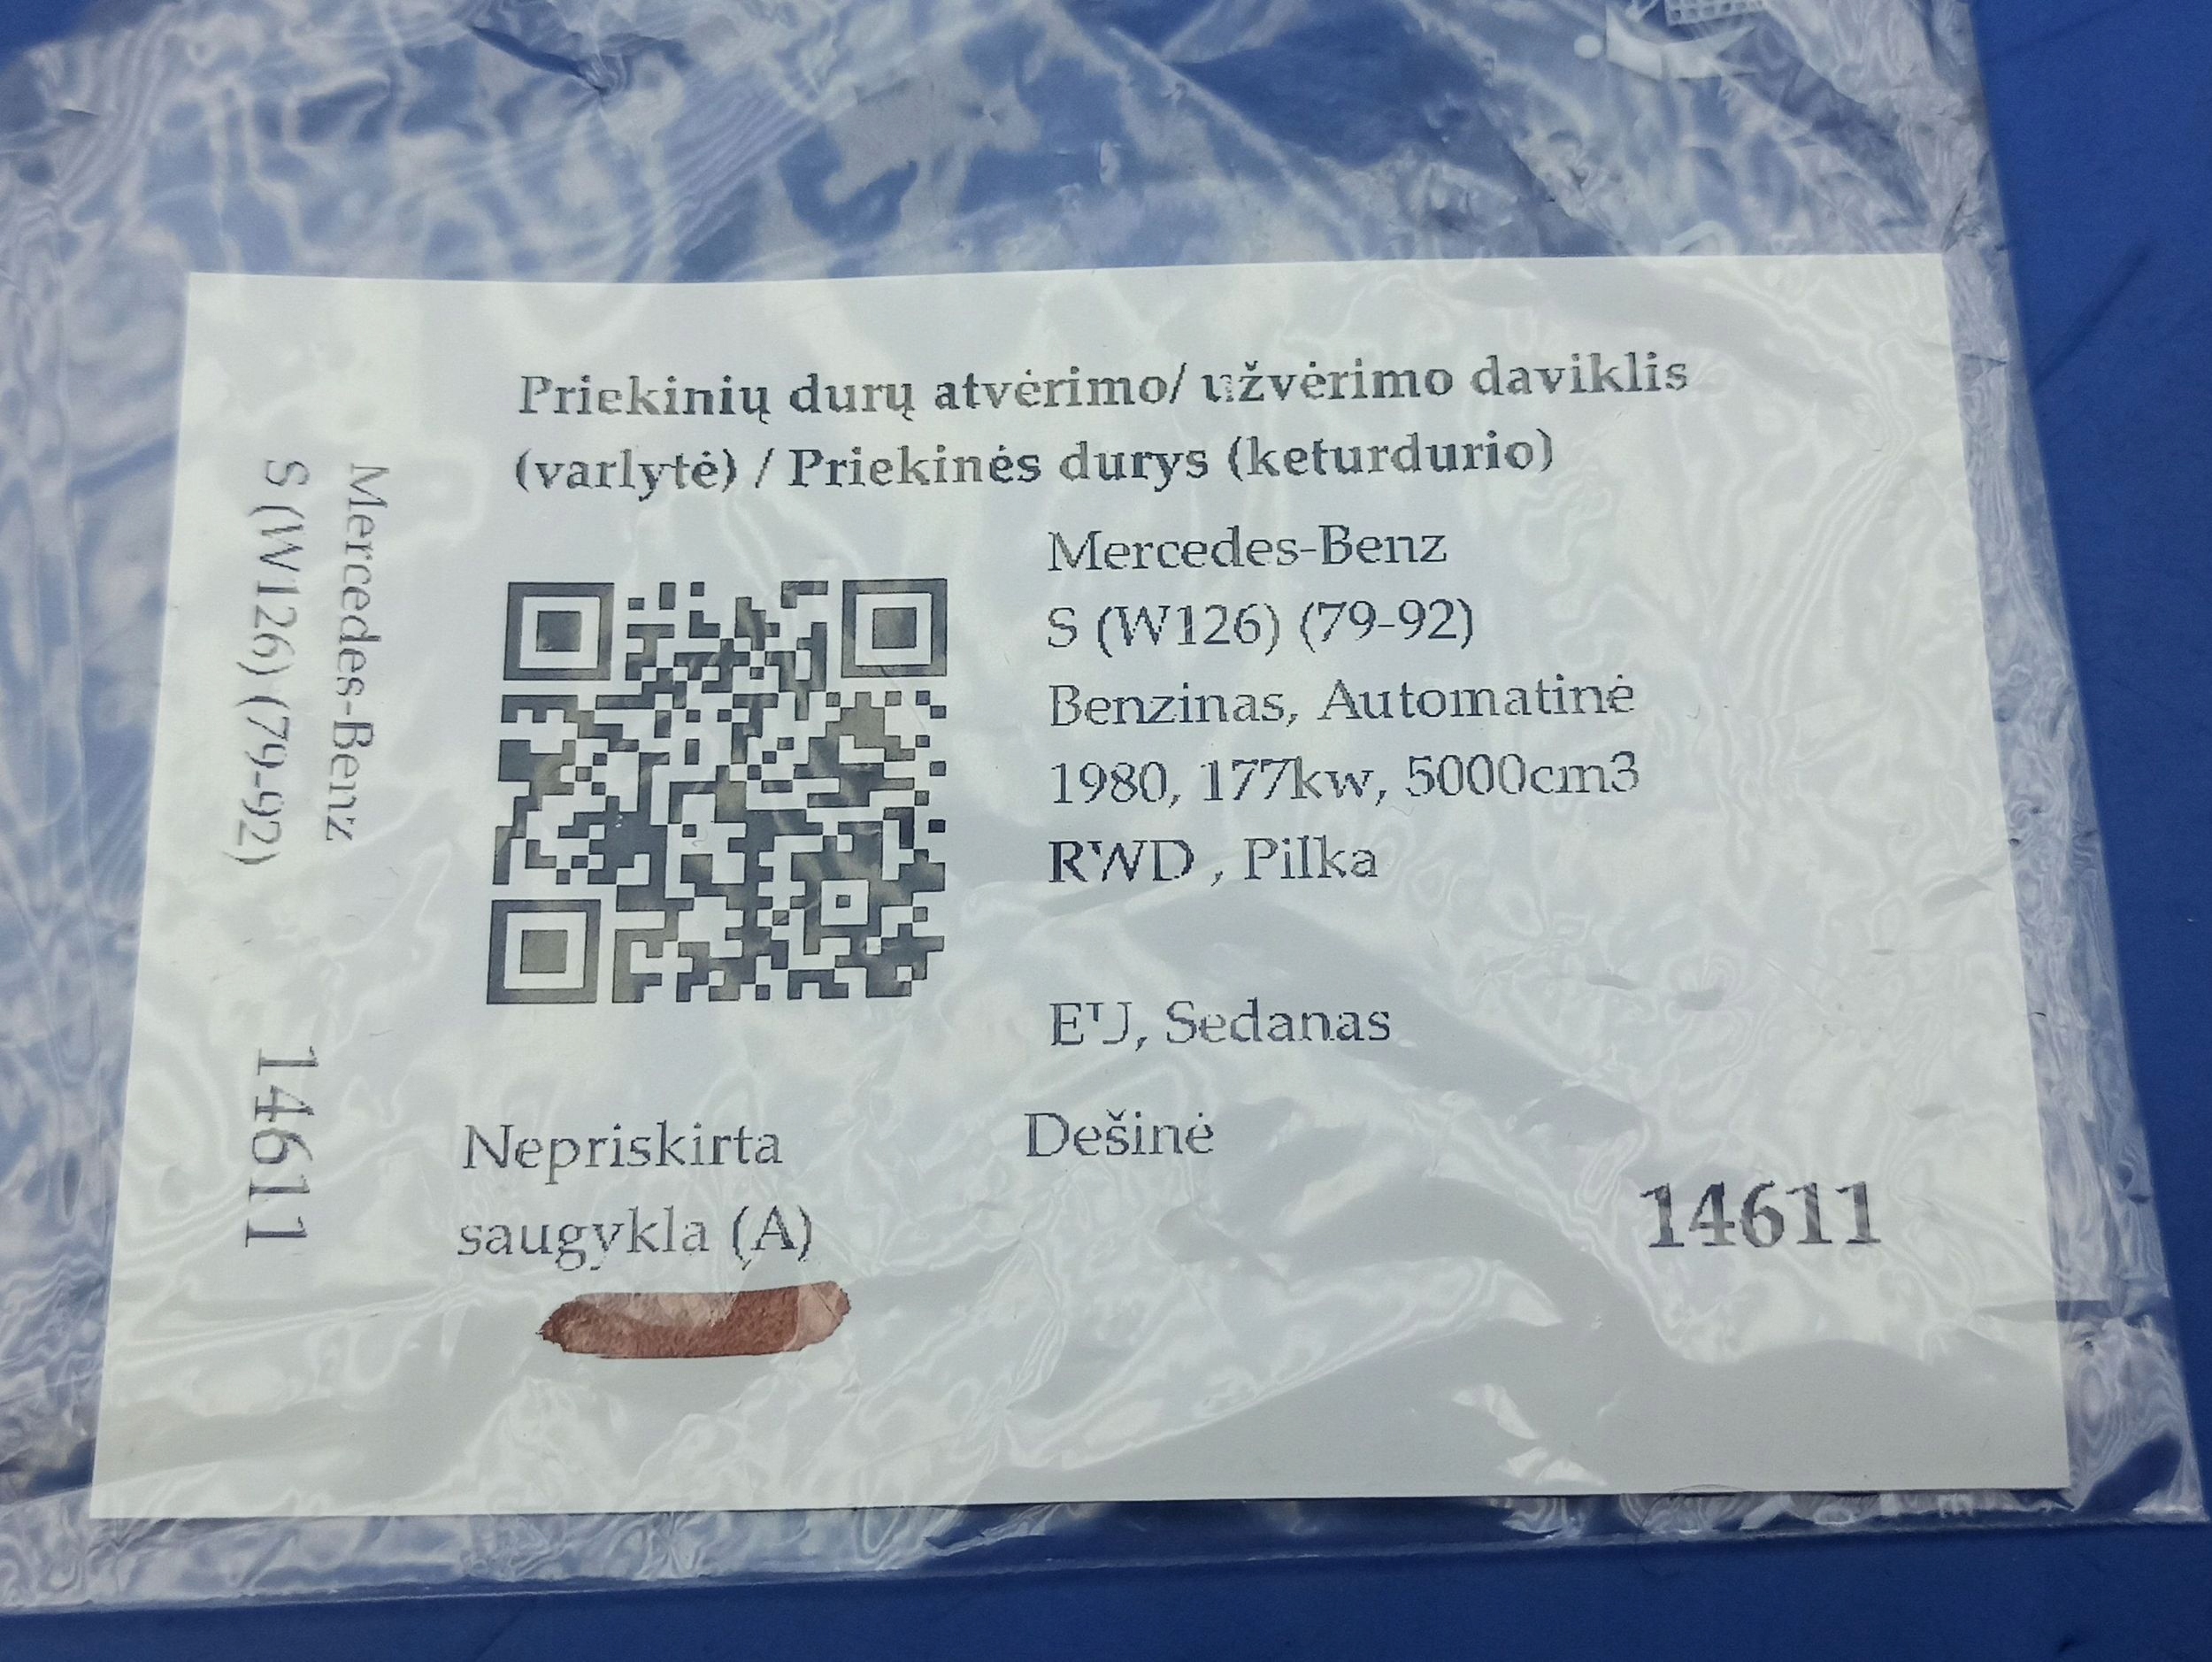 Priekinių durų atvėrimo/ užvėrimo daviklis
(varlytė) / Priekinės durys (keturdurio)
Mercedes-Benz
S (W126) (79-92)
Benzinas, Automatinė
1980, 177kw, 5000cm3
RWD , Pilka
EU, Sedanas
Nepriskirta
saugykla (A)
Dešinė
14611
Mercedes-Benz
S (W126) (79-92)
14611